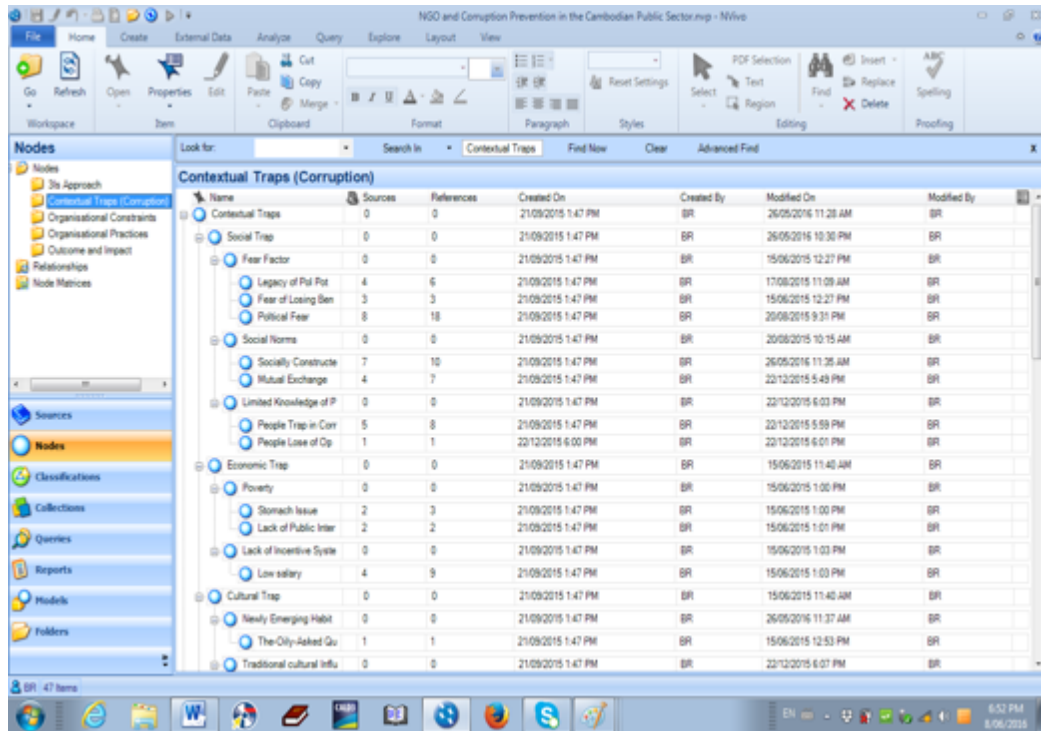 NGO and Corruption Prevention in the Cambodian Public Sector.nvp - NVivo
File Home Create External Data Analyze Query Explore Layout View
Go Refresh Open Properties Edit Paste Cut Copy Merge B I U A Reset Settings Select PDF Selection Text Region Find Insert Replace Delete ABC Spelling
Workspace Item Clipboard Format Paragraph Styles Editing Proofing
Nodes
Nodes
3Is Approach
Contextual Traps (Corruption)
Organisational Constraints
Organisational Practices
Outcome and Impact
Relationships
Node Matrices
Sources
Nodes
Classifications
Collections
Queries
Reports
Models
Folders
Look for: Search In Contextual Traps Find Now Clear Advanced Find x
Contextual Traps (Corruption)
Name Sources References Created On Created By Modified On Modified By
Contextual Traps 0 0 21/09/2015 1:47 PM BR 26/05/2016 11:28 AM BR
Social Trap 0 0 21/09/2015 1:47 PM BR 26/05/2016 10:30 PM BR
Fear Factor 0 0 21/09/2015 1:47 PM BR 15/06/2015 12:27 PM BR
Legacy of Pol Pot 4 6 21/09/2015 1:47 PM BR 17/08/2015 11:09 AM BR
Fear of Losing Ben 3 3 21/09/2015 1:47 PM BR 15/06/2015 12:27 PM BR
Poltical Fear 8 18 21/09/2015 1:47 PM BR 20/08/2015 9:31 PM BR
Social Norms 0 0 21/09/2015 1:47 PM BR 20/08/2015 10:15 AM BR
Socially Constructe 7 10 21/09/2015 1:47 PM BR 26/05/2016 11:35 AM BR
Mutual Exchange 4 7 21/09/2015 1:47 PM BR 22/12/2015 5:49 PM BR
Limited Knowledge of P 0 0 21/09/2015 1:47 PM BR 22/12/2015 6:03 PM BR
People Trap in Corr 5 8 21/09/2015 1:47 PM BR 22/12/2015 5:59 PM BR
People Lose of Op 1 1 22/12/2015 6:00 PM BR 22/12/2015 6:01 PM BR
Economic Trap 0 0 21/09/2015 1:47 PM BR 15/06/2015 11:40 AM BR
Poverty 0 0 21/09/2015 1:47 PM BR 15/06/2015 1:00 PM BR
Stomach Issue 2 3 21/09/2015 1:47 PM BR 15/06/2015 1:00 PM BR
Lack of Public Inter 2 2 21/09/2015 1:47 PM BR 15/06/2015 1:01 PM BR
Lack of Incentive Syste 0 0 21/09/2015 1:47 PM BR 15/06/2015 1:03 PM BR
Low salary 4 9 21/09/2015 1:47 PM BR 15/06/2015 1:03 PM BR
Cultural Trap 0 0 21/09/2015 1:47 PM BR 15/06/2015 11:40 AM BR
Newly Emerging Habit 0 0 21/09/2015 1:47 PM BR 26/05/2016 11:37 AM BR
The-Oily-Asked Qu 1 1 21/09/2015 1:47 PM BR 15/06/2015 12:53 PM BR
Traditional cultural Influ 0 0 21/09/2015 1:47 PM BR 22/12/2015 6:07 PM BR
BR 47 Items
EN 6:52 PM
8/06/2016